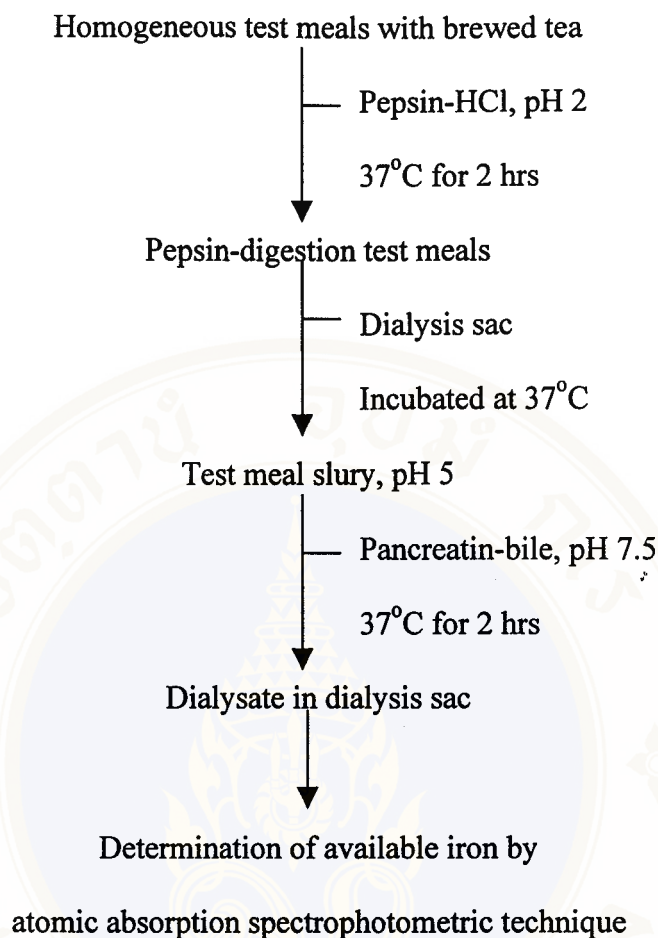 Homogeneous test meals with brewed tea
Pepsin-HCl, pH 2
37°C for 2 hrs
Pepsin-digestion test meals
Dialysis sac
Incubated at 37°C
Test meal slury, pH 5
Pancreatin-bile, pH 7.5
37°C for 2 hrs
Dialysate in dialysis sac
Determination of available iron by
atomic absorption spectrophotometric technique